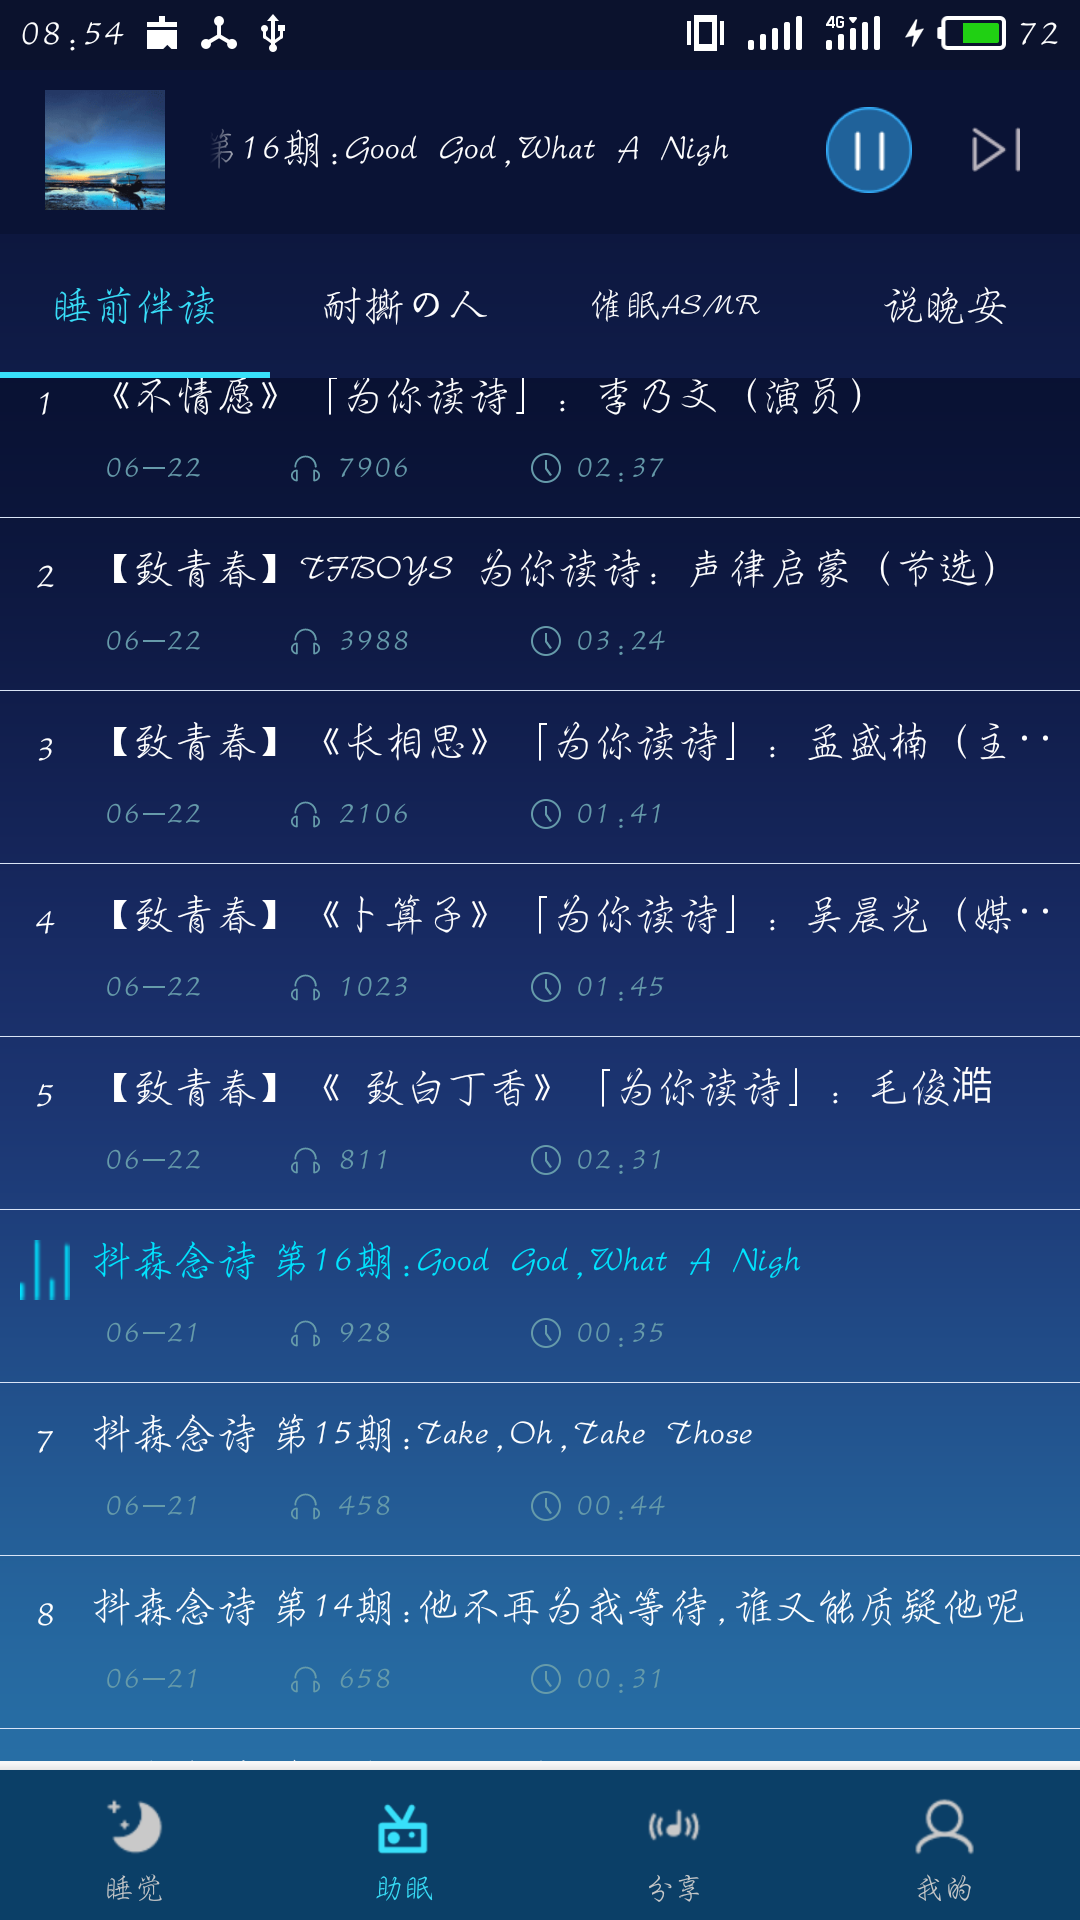 08:54
4G
72
第16期:Good God,What A Nigh
睡前伴读 耐撕の人 催眠ASMR 说晚安
1 《不情愿》「为你读诗」：李乃文（演员）
06-22 7906 02:37
2 【致青春】TFBOYS 为你读诗：声律启蒙（节选）
06-22 3988 03:24
3 【致青春】《长相思》「为你读诗」：孟盛楠（主··
06-22 2106 01:41
4 【致青春】《卜算子》「为你读诗」：吴晨光（媒··
06-22 1023 01:45
5 【致青春】《 致白丁香》「为你读诗」：毛俊澔
06-22 811 02:31
抖森念诗 第16期:Good God,What A Nigh
06-21 928 00:35
7 抖森念诗 第15期:Take,Oh,Take Those
06-21 458 00:44
8 抖森念诗 第14期:他不再为我等待,谁又能质疑他呢
06-21 658 00:31
睡觉 助眠 分享 我的